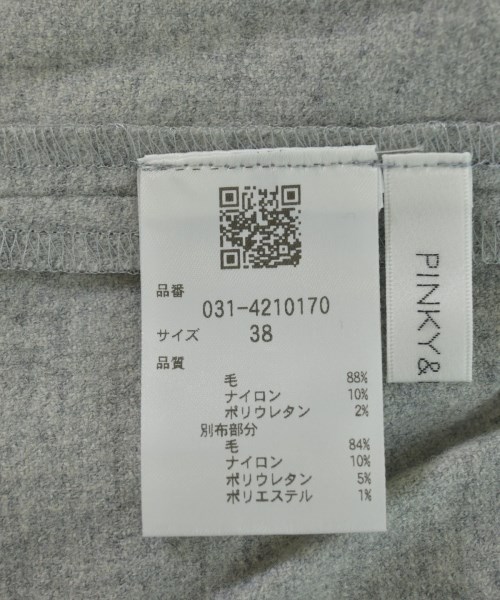 品番
031-4210170
サイズ 38
品質
毛 88%
ナイロン 10%
ポリウレタン 2%
別布部分
毛 84%
ナイロン 10%
ポリウレタン 5%
ポリエステル 1%
PINKY&